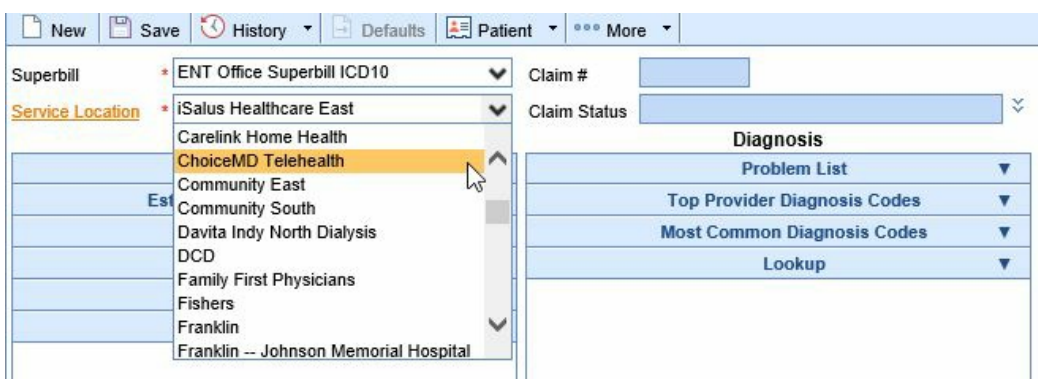 New Save History Defaults Patient More
Superbill * ENT Office Superbill ICD10 Claim #
Service Location * iSalus Healthcare East Claim Status
Carelink Home Health
Diagnosis
ChoiceMD Telehealth
Problem List
Community East
Est
Top Provider Diagnosis Codes
Community South
Davita Indy North Dialysis
Most Common Diagnosis Codes
DCD
Lookup
Family First Physicians
Fishers
Franklin
Franklin -- Johnson Memorial Hospital